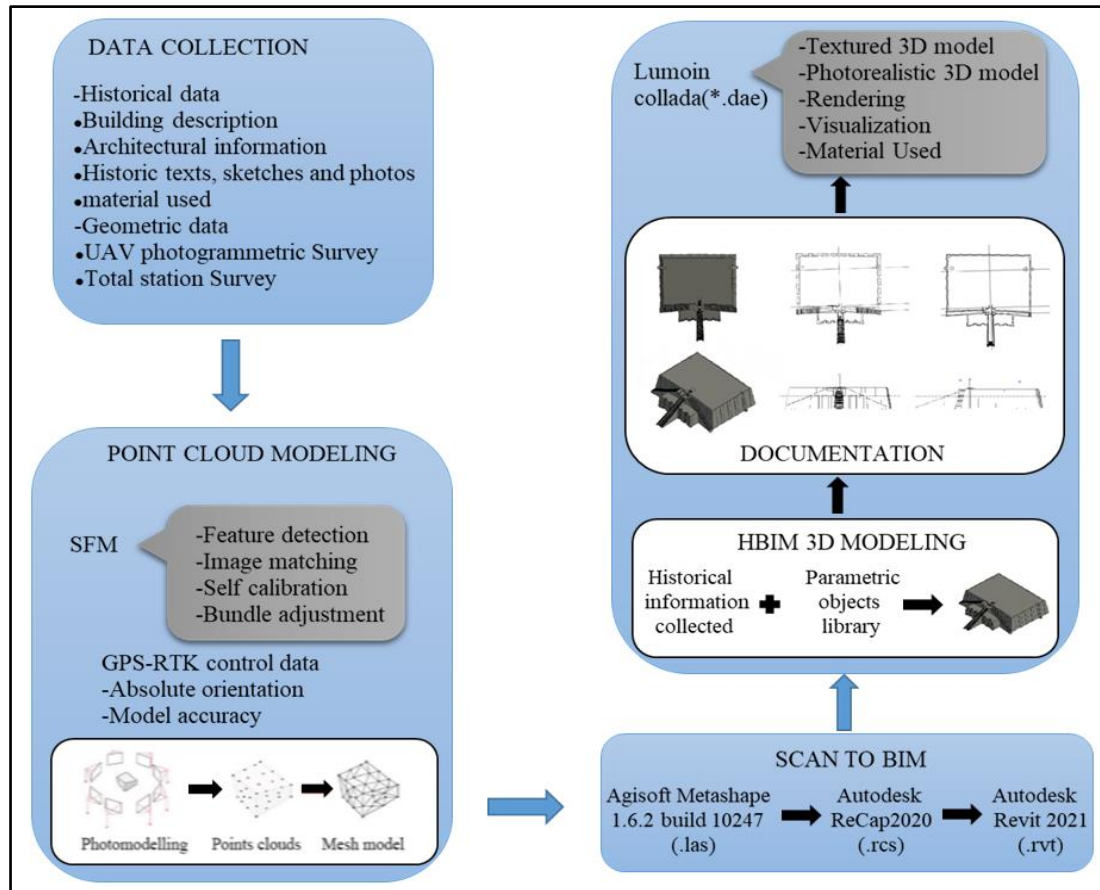 DATA COLLECTION
-Historical data
•Building description
•Architectural information
•Historic texts, sketches and photos
•material used
-Geometric data
•UAV photogrammetric Survey
•Total station Survey
POINT CLOUD MODELING
SFM
-Feature detection
-Image matching
-Self calibration
-Bundle adjustment
GPS-RTK control data
-Absolute orientation
-Model accuracy
Photomodelling
Points clouds
Mesh model
SCAN TO BIM
Agisoft Metashape
1.6.2 build 10247
(.las)
Autodesk
ReCap2020
(.rcs)
Autodesk
Revit 2021
(.rvt)
HBIM 3D MODELING
Historical
information
collected
Parametric
objects
library
DOCUMENTATION
Lumoin
collada(*.dae)
-Textured 3D model
-Photorealistic 3D model
-Rendering
-Visualization
-Material Used